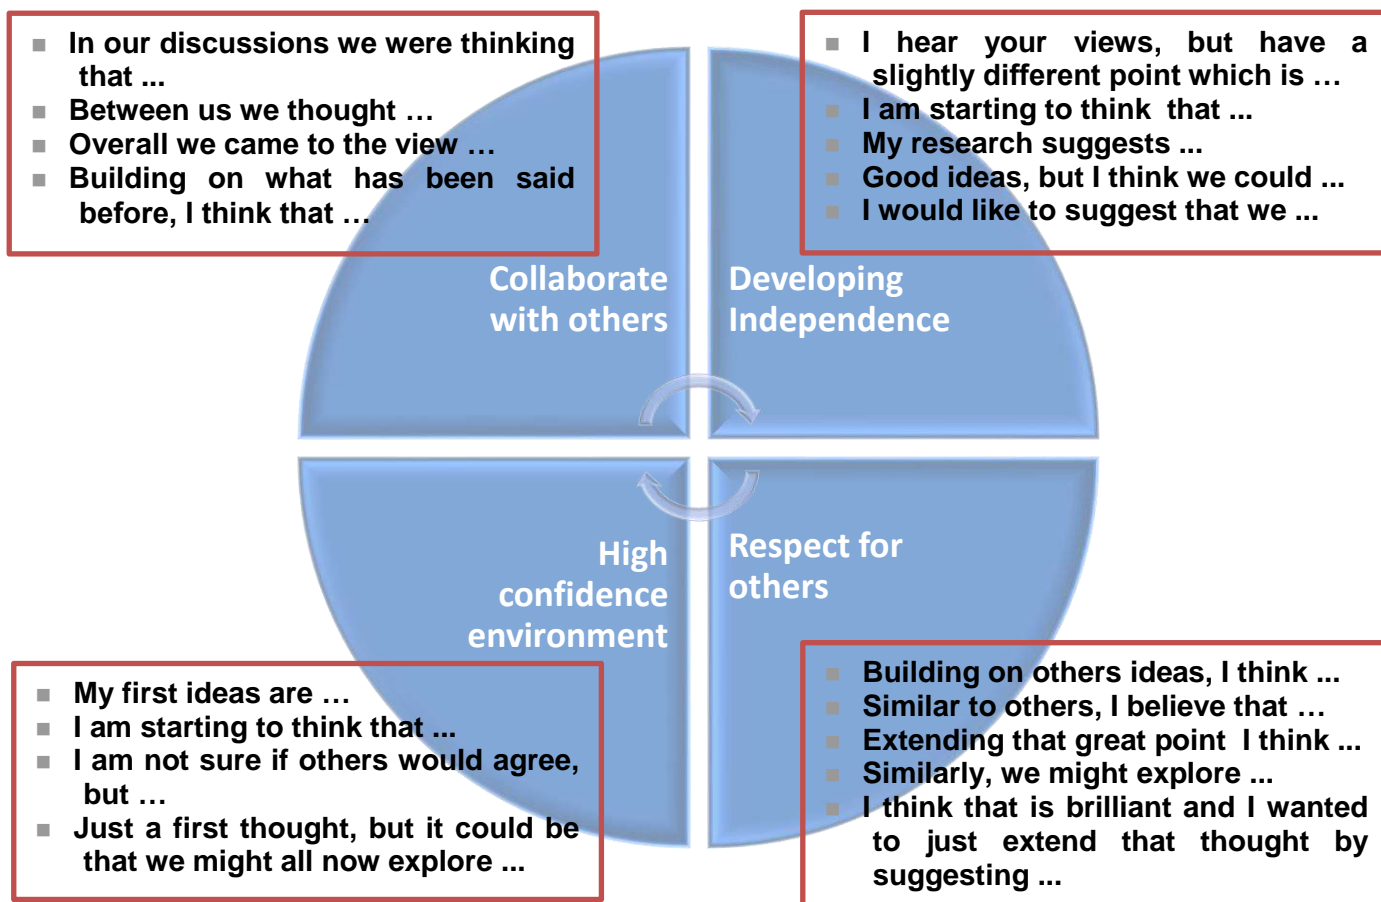 In our discussions we were thinking
that ...
Between us we thought …
Overall we came to the view …
Building on what has been said
before, I think that …
I hear your views, but have a
slightly different point which is …
I am starting to think that ...
My research suggests ...
Good ideas, but I think we could ...
I would like to suggest that we ...
Collaborate
with others
Developing
Independence
High
confidence
environment
Respect for
others
My first ideas are …
I am starting to think that ...
I am not sure if others would agree,
but …
Just a first thought, but it could be
that we might all now explore ...
Building on others ideas, I think ...
Similar to others, I believe that …
Extending that great point I think ...
Similarly, we might explore ...
I think that is brilliant and I wanted
to just extend that thought by
suggesting ...